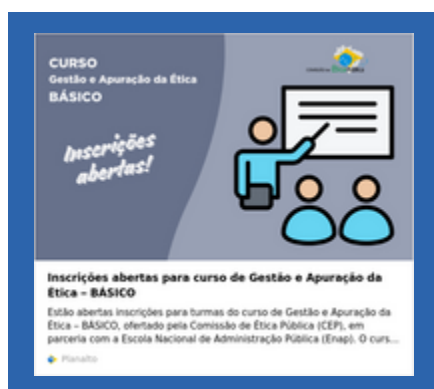 CURSO
Gestão e Apuração da Ética
BÁSICO
Inscrições
abertas!
Inscrições abertas para curso de Gestão e Apuração da
Ética – BÁSICO
Estão abertas inscrições para turmas do curso de Gestão e Apuração da
Ética – BÁSICO, ofertado pela Comissão de Ética Pública (CEP), em
parceria com a Escola Nacional de Administração Pública (Enap). O curs...
Planalto